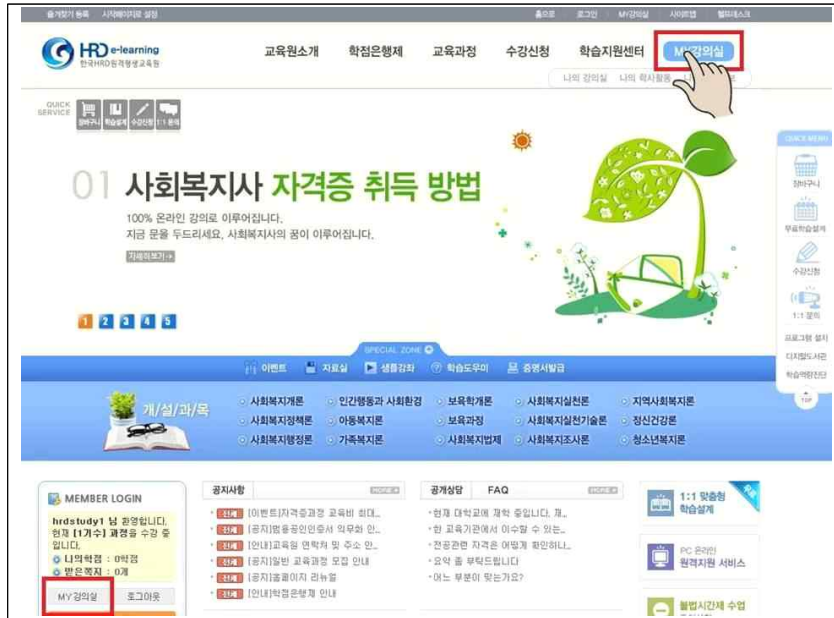 즐겨찾기 등록 시작페이지로 설정
홈으로 로그인 MY강의실 사이트맵 헬프데스크
HRD e-learning
한국HRD원격평생교육원
교육원소개 학점은행제 교육과정 수강신청 학습지원센터 MY강의실
나의 강의실 나의 학사활동
QUICK SERVICE
장바구니 학습설계 수강신청 1:1 문의
01 사회복지사 자격증 취득 방법
100% 온라인 강의로 이루어집니다.
지금 문을 두드리세요, 사회복지사의 꿈이 이루어집니다.
자세히보기
1 2 3 4 5
QUICK MENU
장바구니
무료학습설계
수강신청
1:1 문의
프로그램 설치
디지털도서관
학습역량진단
TOP
SPECIAL ZONE
이벤트 자료실 샘플강좌 학습도우미 증명서발급
개/설/과/목
사회복지개론 인간행동과 사회환경 보육학개론 사회복지실천론 지역사회복지론
사회복지정책론 아동복지론 보육과정 사회복지실천기술론 정신건강론
사회복지행정론 가족복지론 사회복지법제 사회복지조사론 청소년복지론
MEMBER LOGIN
hrdstudy1 님 환영합니다.
현재 [1기수] 과정을 수강 중
입니다.
나의학점 : 0학점
받은쪽지 : 0개
MY강의실 로그아웃
공지사항 MORE
전체 [이벤트]자격증과정 교육비 최대...
전체 [공지]범용공인인증서 의무화 안...
전체 [안내]교육원 연락처 및 주소 안...
전체 [공지]일반 교육과정 모집 안내
전체 [공지]홈페이지 리뉴얼
전체 [안내]학점은행제 안내
공개상담 FAQ MORE
현재 대학교에 재학 중입니다. 재...
한 교육기관에서 이수할 수 있는...
전공관련 자격은 어떻게 확인하나...
요약 좀 부탁드립니다
어느 부분이 맞는가요?
1:1 맞춤형
학습설계
무료
PC 온라인
원격지원 서비스
불법시간제 수업